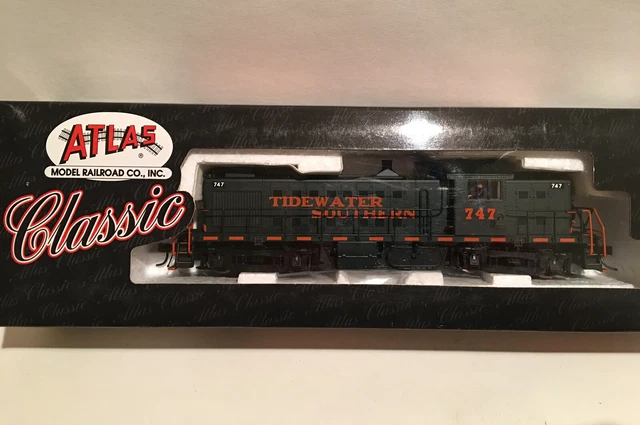 ATLAS
®
MODEL RAILROAD CO., INC.
Classic
747
TIDEWATER
SOUTHERN
747
747